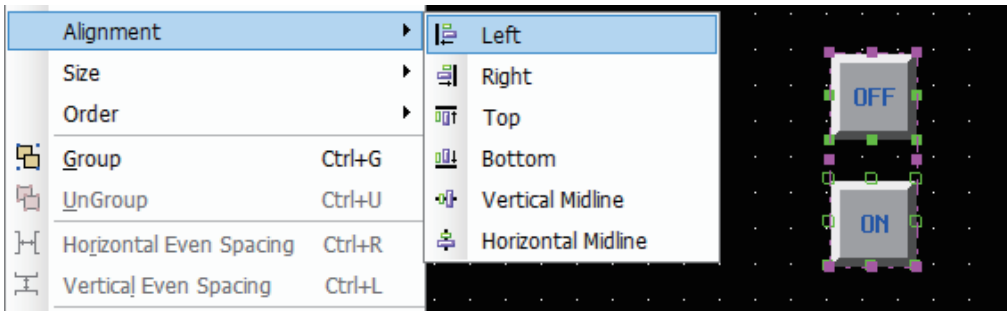 Alignment
Size
Order
Group Ctrl+G
UnGroup Ctrl+U
Horizontal Even Spacing Ctrl+R
Vertical Even Spacing Ctrl+L
Left
Right
Top
Bottom
Vertical Midline
Horizontal Midline
OFF
ON